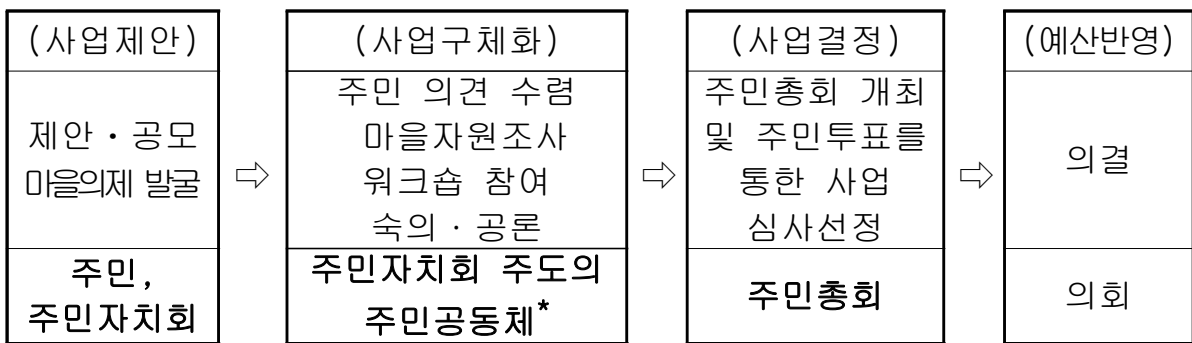 (사업제안)
제안・공모
마을의제 발굴
주민,
주민자치회
⇨
(사업구체화)
주민 의견 수렴
마을자원조사
워크숍 참여
숙의・공론
주민자치회 주도의
주민공동체*
⇨
(사업결정)
주민총회 개최
및 주민투표를
통한 사업
심사선정
주민총회
⇨
(예산반영)
의결
의회